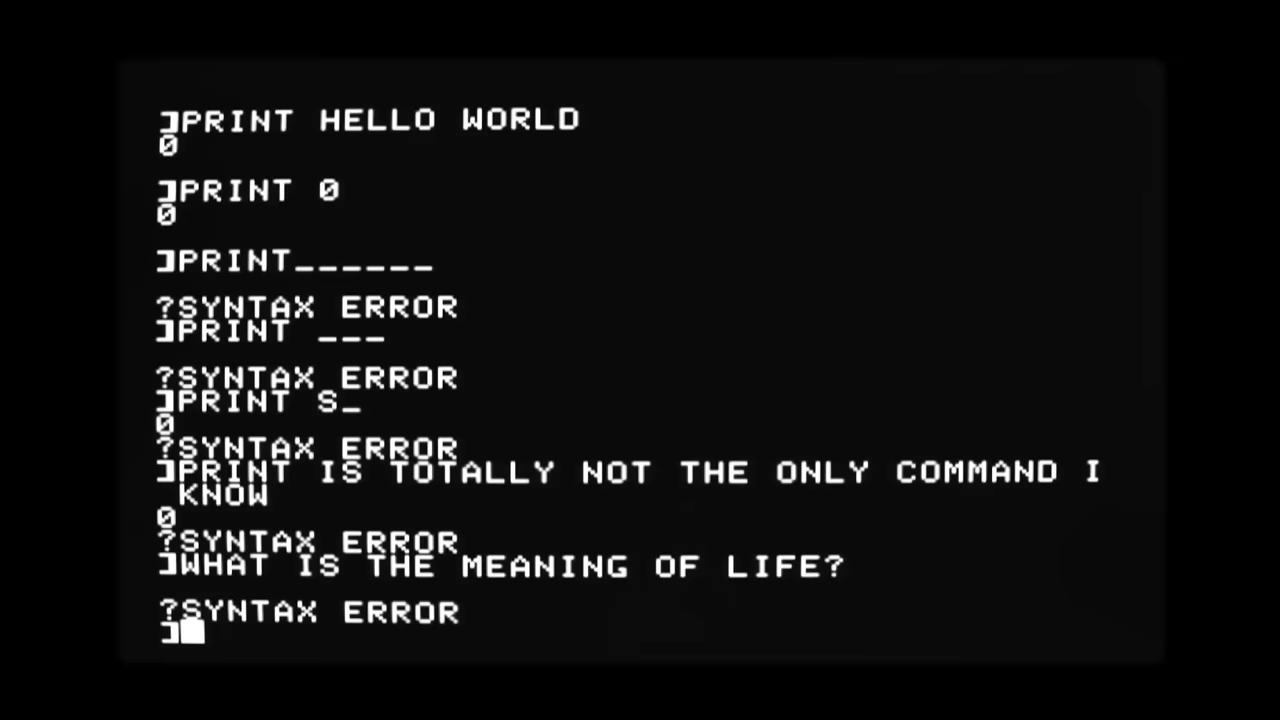 ]PRINT HELLO WORLD
0
]PRINT 0
0
]PRINT______
?SYNTAX ERROR
]PRINT ___
?SYNTAX ERROR
]PRINT S_
0
?SYNTAX ERROR
]PRINT IS TOTALLY NOT THE ONLY COMMAND I
KNOW
0
?SYNTAX ERROR
]WHAT IS THE MEANING OF LIFE?
?SYNTAX ERROR
]